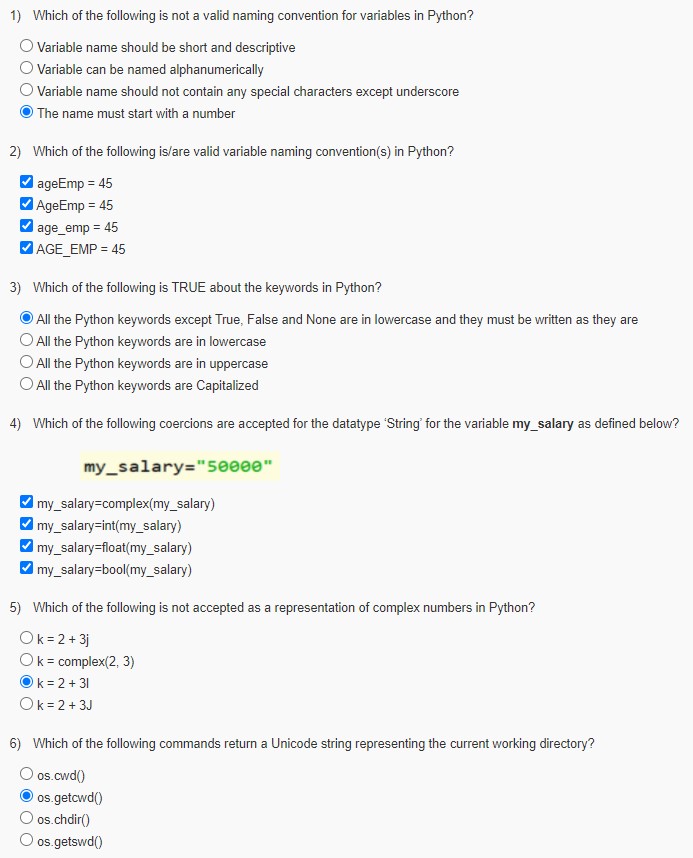 1) Which of the following is not a valid naming convention for variables in Python?
Variable name should be short and descriptive
Variable can be named alphanumerically
Variable name should not contain any special characters except underscore
The name must start with a number
2) Which of the following is/are valid variable naming convention(s) in Python?
ageEmp = 45
AgeEmp = 45
age_emp = 45
AGE_EMP = 45
3) Which of the following is TRUE about the keywords in Python?
All the Python keywords except True, False and None are in lowercase and they must be written as they are
All the Python keywords are in lowercase
All the Python keywords are in uppercase
All the Python keywords are Capitalized
4) Which of the following coercions are accepted for the datatype ‘String’ for the variable my_salary as defined below?
my_salary="50000"
my_salary=complex(my_salary)
my_salary=int(my_salary)
my_salary=float(my_salary)
my_salary=bool(my_salary)
5) Which of the following is not accepted as a representation of complex numbers in Python?
k = 2 + 3j
k = complex(2, 3)
k = 2 + 3l
k = 2 + 3J
6) Which of the following commands return a Unicode string representing the current working directory?
os.cwd()
os.getcwd()
os.chdir()
os.getswd()